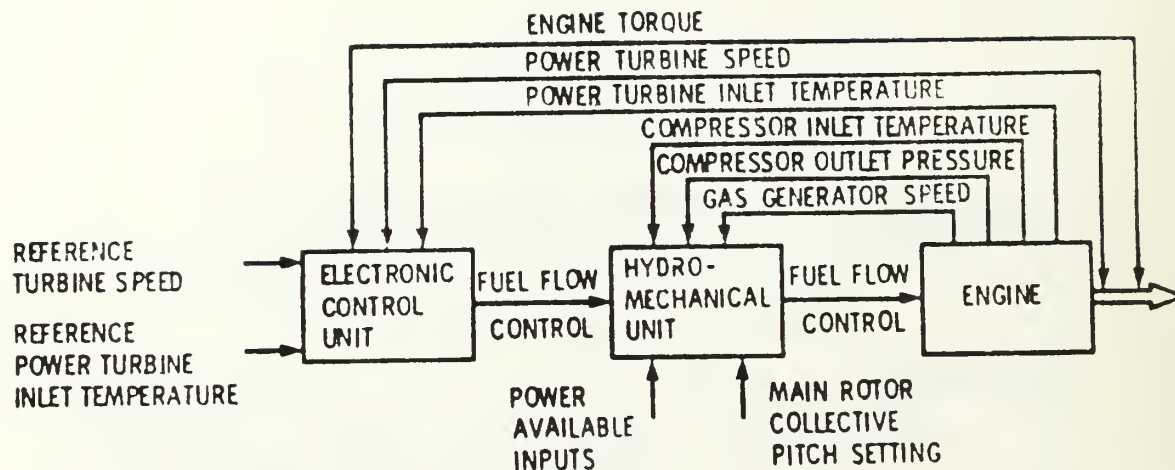 ENGINE TORQUE
POWER TURBINE SPEED
POWER TURBINE INLET TEMPERATURE
COMPRESSOR INLET TEMPERATURE
COMPRESSOR OUTLET PRESSURE
GAS GENERATOR SPEED
REFERENCE
TURBINE SPEED
REFERENCE
POWER TURBINE
INLET TEMPERATURE
ELECTRONIC
CONTROL
UNIT
FUEL FLOW
CONTROL
HYDRO-
MECHANICAL
UNIT
FUEL FLOW
CONTROL
ENGINE
POWER
AVAILABLE
INPUTS
MAIN ROTOR
COLLECTIVE
PITCH SETTING